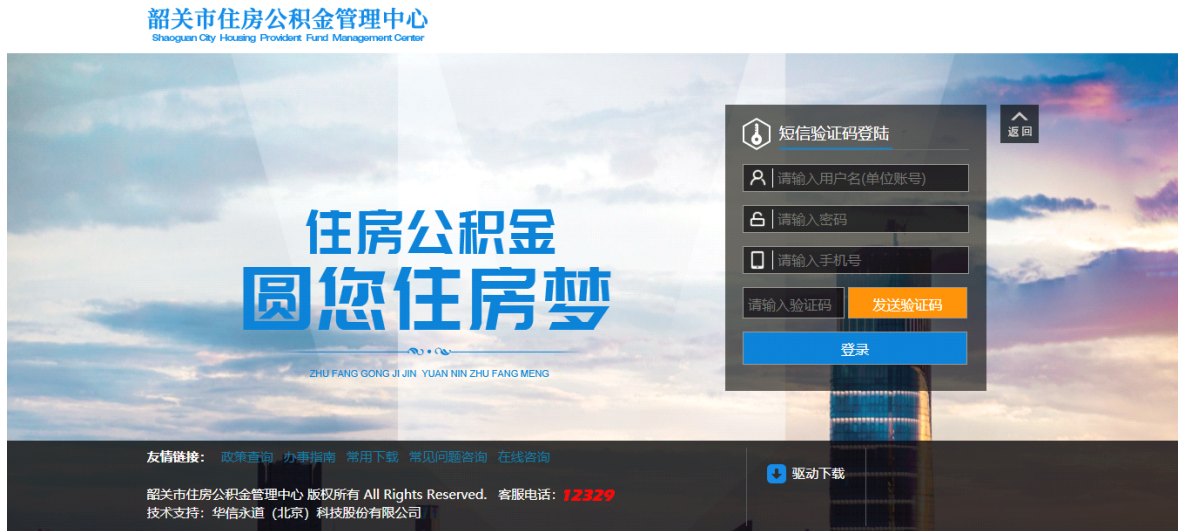 韶关市住房公积金管理中心
Shaoguan City Housing Provident Fund Management Center
短信验证码登陆
返回
请输入用户名(单位账号)
请输入密码
请输入手机号
请输入验证码 发送验证码
登录
住房公积金
圆您住房梦
ZHU FANG GONG JI JIN YUAN NIN ZHU FANG MENG
友情链接： 政策查询 办事指南 常用下载 常见问题咨询 在线咨询
驱动下载
韶关市住房公积金管理中心 版权所有 All Rights Reserved. 客服电话：12329
技术支持：华信永道（北京）科技股份有限公司